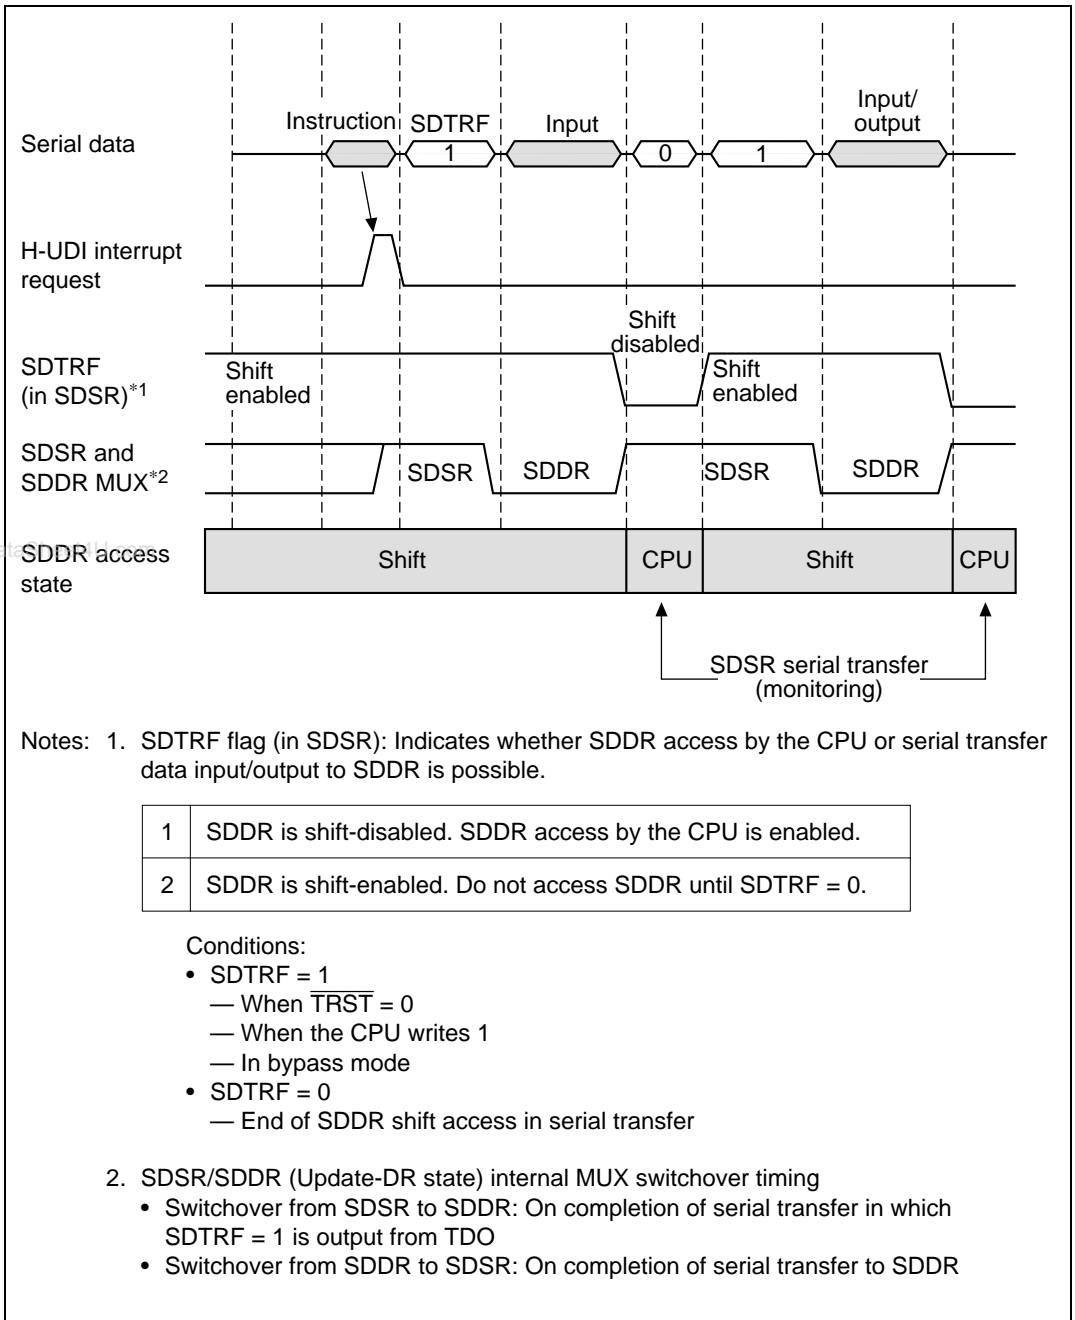 Input/
output
Instruction SDTRF Input
Serial data
1 0 1
H-UDI interrupt
request
Shift
disabled
SDTRF
(in SDSR)*1
Shift
enabled
Shift
enabled
SDSR and
SDDR MUX*2
SDSR SDDR SDSR SDDR
SDDR access
state
Shift CPU Shift CPU
SDSR serial transfer
(monitoring)
Notes: 1. SDTRF flag (in SDSR): Indicates whether SDDR access by the CPU or serial transfer
data input/output to SDDR is possible.
1 SDDR is shift-disabled. SDDR access by the CPU is enabled.
2 SDDR is shift-enabled. Do not access SDDR until SDTRF = 0.
Conditions:
• SDTRF = 1
— When T̅R̅S̅T̅ = 0
— When the CPU writes 1
— In bypass mode
• SDTRF = 0
— End of SDDR shift access in serial transfer
2. SDSR/SDDR (Update-DR state) internal MUX switchover timing
• Switchover from SDSR to SDDR: On completion of serial transfer in which
SDTRF = 1 is output from TDO
• Switchover from SDDR to SDSR: On completion of serial transfer to SDDR